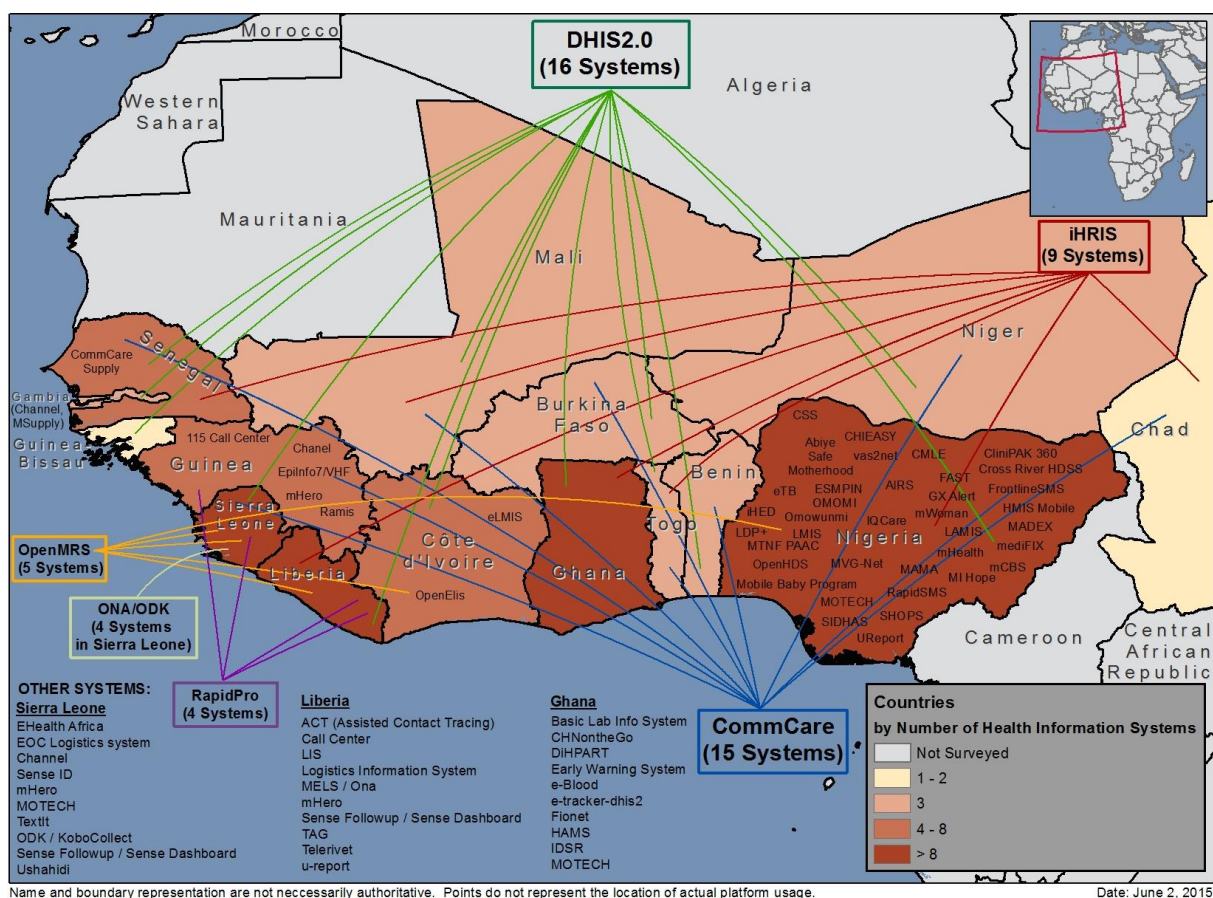 Morocco
DHIS2.0
(16 Systems)
Algeria
Western
Sahara
Mauritania
Mali
iHRIS
(9 Systems)
Niger
Senegal
CommCare
Supply
Gambia
(Channel,
MSupply)
Guinea
Bissau
Burkina
Faso
Benin
Togo
Chad
115 Call Center
Chanel
Guinea
EpiInfo7/VHF
mHero
Ramis
Sierra
Leone
Liberia
eLMIS
Côte
d'Ivoire
OpenElis
Ghana
CSS
Abiye
Safe
Motherhood
CHIEASY
vas2net
CMLE
CliniPAK 360
Cross River HDSS
eTB
ESMPIN
AIRS
FAST
FrontlineSMS
OMOMI
GX Alert
iHED
Omowunmi
mWoman
HMIS Mobile
LDP+
LMIS
IQCare
LAMIS
MADEX
MTNF PAAC
Nigeria
mHealth
mediFIX
OpenHDS
MVG-Net
MAMA
mCBS
Mobile Baby Program
MI Hope
MOTECH
RapidSMS
SIDHAS
SHOPS
UReport
Cameroon
Central
African
Republic
OpenMRS
(5 Systems)
ONA/ODK
(4 Systems
in Sierra Leone)
RapidPro
(4 Systems)
CommCare
(15 Systems)
OTHER SYSTEMS:
Sierra Leone
EHealth Africa
EOC Logistics system
Channel
Sense ID
mHero
MOTECH
TextIt
ODK / KoboCollect
Sense Followup / Sense Dashboard
Ushahidi
Liberia
ACT (Assisted Contact Tracing)
Call Center
LIS
Logistics Information System
MELS / Ona
mHero
Sense Followup / Sense Dashboard
TAG
Telerivet
u-report
Ghana
Basic Lab Info System
CHNontheGo
DiHPART
Early Warning System
e-Blood
e-tracker-dhis2
Fionet
HAMS
IDSR
MOTECH
Countries
by Number of Health Information Systems
Not Surveyed
1 - 2
3
4 - 8
> 8
Name and boundary representation are not neccessarily authoritative. Points do not represent the location of actual platform usage.
Date: June 2, 2015